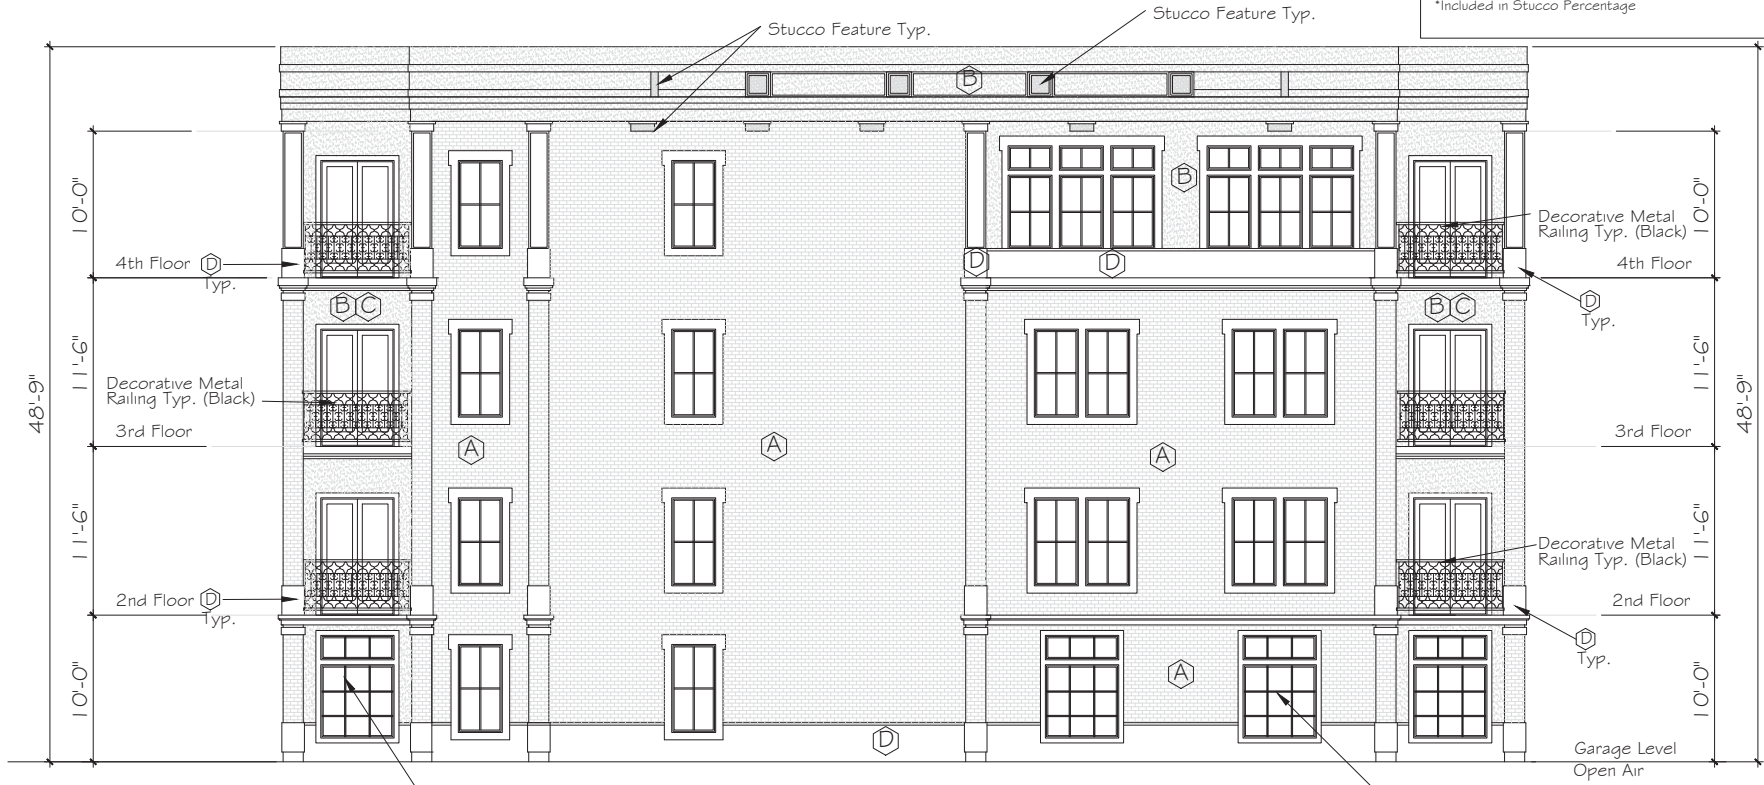 *Included in Stucco Percentage
Stucco Feature Typ.
Stucco Feature Typ.
B
B
10'-0"
10'-0"
Decorative Metal
Railing Typ. (Black)
4th Floor D
Typ.
D
D
4th Floor
B C
B C
D
Typ.
11'-6"
11'-6"
48'-9"
48'-9"
Decorative Metal
Railing Typ. (Black)
3rd Floor
A
A
A
3rd Floor
11'-6"
11'-6"
Decorative Metal
Railing Typ. (Black)
2nd Floor D
Typ.
2nd Floor
D
Typ.
10'-0"
10'-0"
A
D
Garage Level
Open Air